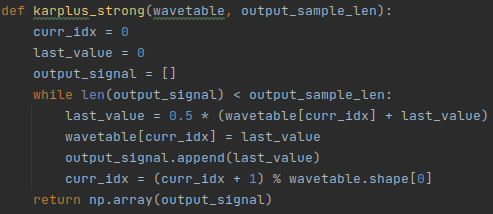 def karplus_strong(wavetable, output_sample_len):
    curr_idx = 0
    last_value = 0
    output_signal = []
    while len(output_signal) < output_sample_len:
        last_value = 0.5 * (wavetable[curr_idx] + last_value)
        wavetable[curr_idx] = last_value
        output_signal.append(last_value)
        curr_idx = (curr_idx + 1) % wavetable.shape[0]
    return np.array(output_signal)